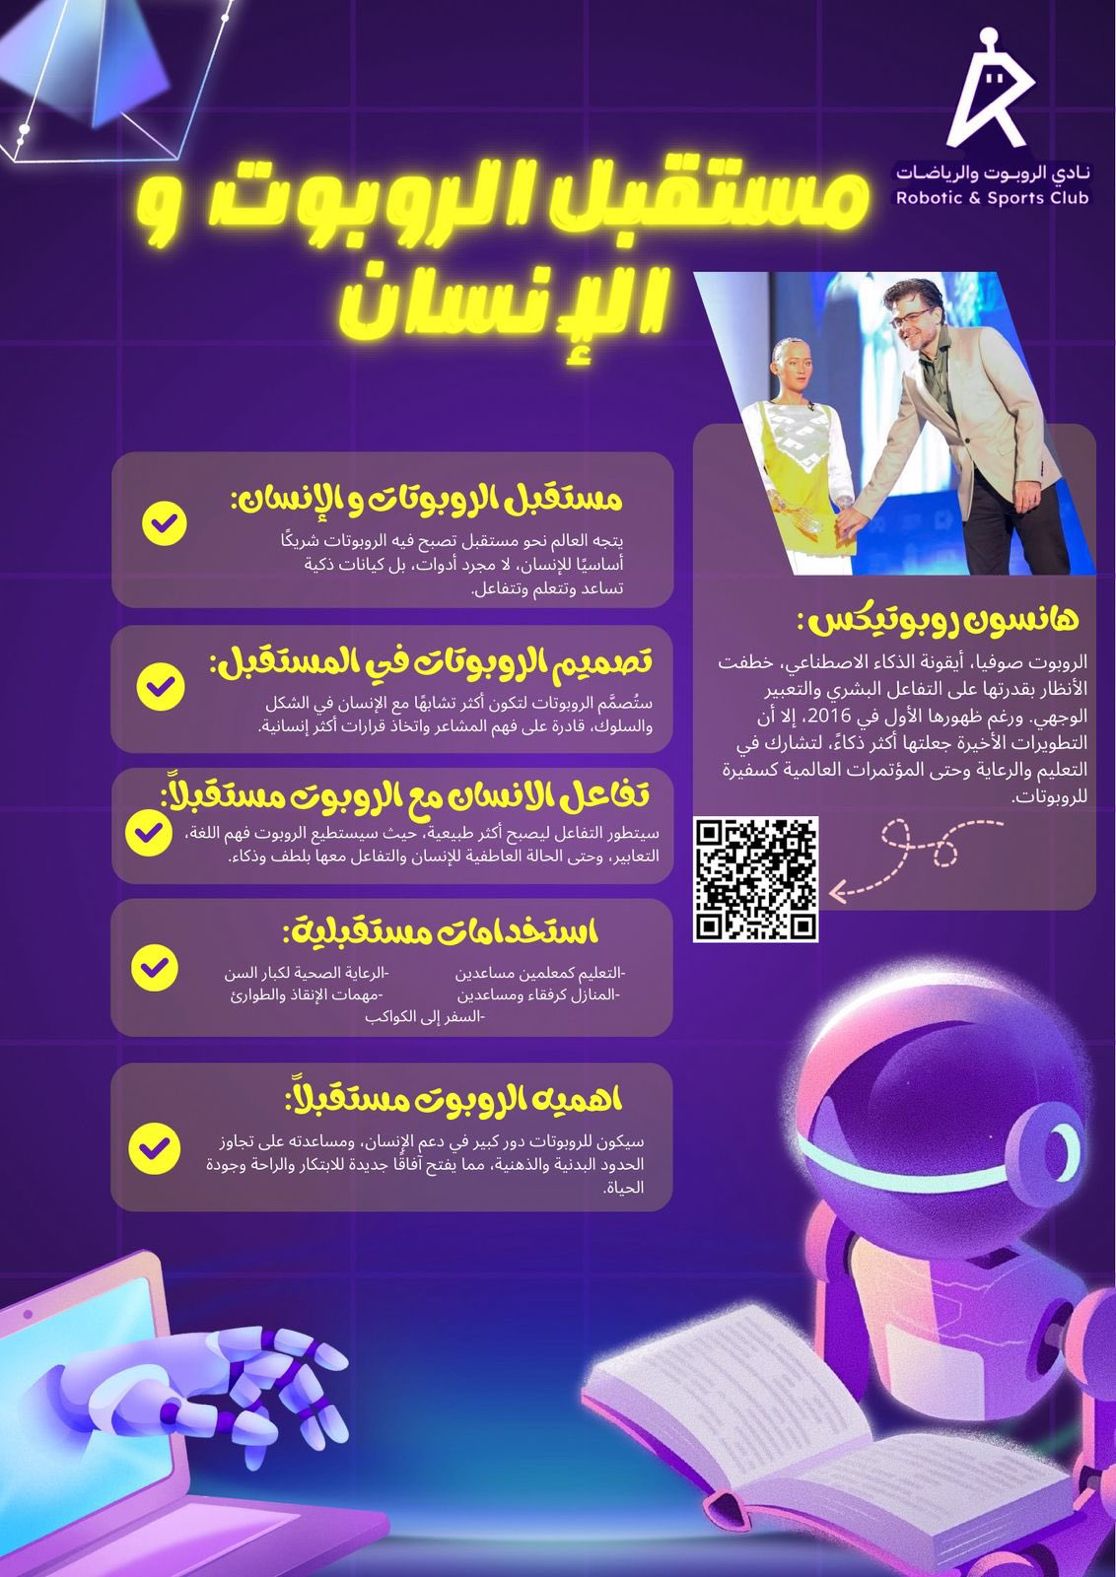 نادي الروبوت والرياضات
Robotic & Sports Club
مستقبل الروبوت و
الإنسان
هانسون روبوتيكس:
الروبوت صوفيا، أيقونة الذكاء الاصطناعي، خطفت
الأنظار بقدرتها على التفاعل البشري والتعبير
الوجهي. ورغم ظهورها الأول في 2016، إلا أن
التطويرات الأخيرة جعلتها أكثر ذكاءً، لتشارك في
التعليم والرعاية وحتى المؤتمرات العالمية كسفيرة
للروبوتات.
مستقبل الروبوتات و الإنسان:
يتجه العالم نحو مستقبل تصبح فيه الروبوتات شريكًا
أساسيًا للإنسان، لا مجرد أدوات، بل كيانات ذكية
تساعد وتتعلم وتتفاعل.
تصميم الروبوتات في المستقبل:
ستُصمَّم الروبوتات لتكون أكثر تشابهًا مع الإنسان في الشكل
والسلوك، قادرة على فهم المشاعر واتخاذ قرارات أكثر إنسانية.
تفاعل الانسان مع الروبوت مستقبلاً:
سيتطور التفاعل ليصبح أكثر طبيعية، حيث سيستطيع الروبوت فهم اللغة،
التعابير، وحتى الحالة العاطفية للإنسان والتفاعل معها بلطف وذكاء.
استخدامات مستقبلية:
-التعليم كمعلمين مساعدين
-الرعاية الصحية لكبار السن
-المنازل كرفقاء ومساعدين
-مهمات الإنقاذ والطوارئ
-السفر إلى الكواكب
اهميه الروبوت مستقبلاً:
سيكون للروبوتات دور كبير في دعم الإنسان، ومساعدته على تجاوز
الحدود البدنية والذهنية، مما يفتح آفاقًا جديدة للابتكار والراحة وجودة
الحياة.